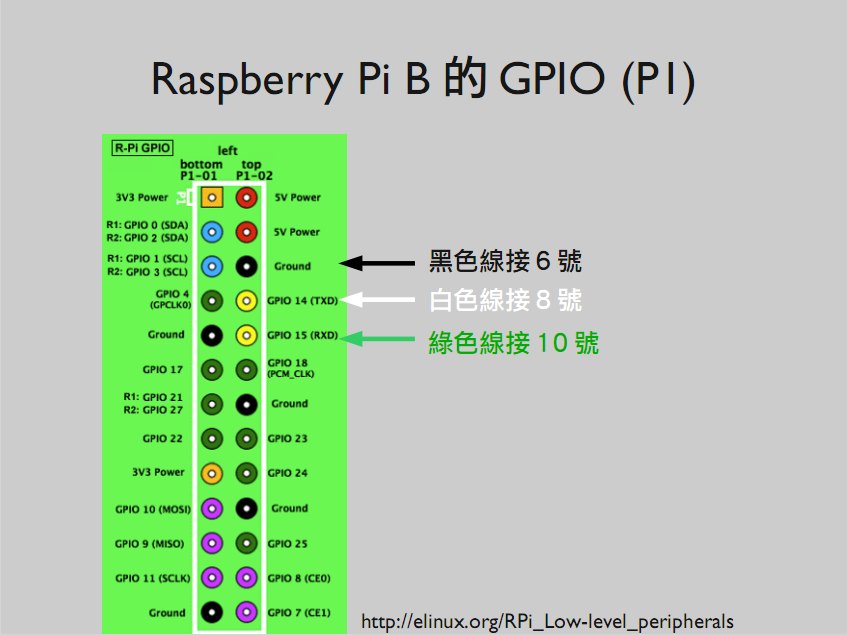 Raspberry Pi B 的 GPIO (P1)
R-Pi GPIO
left
bottom top
P1-01 P1-02
3V3 Power P1 5V Power
R1: GPIO 0 (SDA)
R2: GPIO 2 (SDA)
5V Power
R1: GPIO 1 (SCL)
R2: GPIO 3 (SCL)
Ground
黑色線接 6 號
GPIO 4
(GPCLK0)
GPIO 14 (TXD)
白色線接 8 號
Ground
GPIO 15 (RXD)
綠色線接 10 號
GPIO 17
GPIO 18
(PCM_CLK)
R1: GPIO 21
R2: GPIO 27
Ground
GPIO 22
GPIO 23
3V3 Power
GPIO 24
GPIO 10 (MOSI)
Ground
GPIO 9 (MISO)
GPIO 25
GPIO 11 (SCLK)
GPIO 8 (CE0)
Ground
GPIO 7 (CE1)
http://elinux.org/RPi_Low-level_peripherals